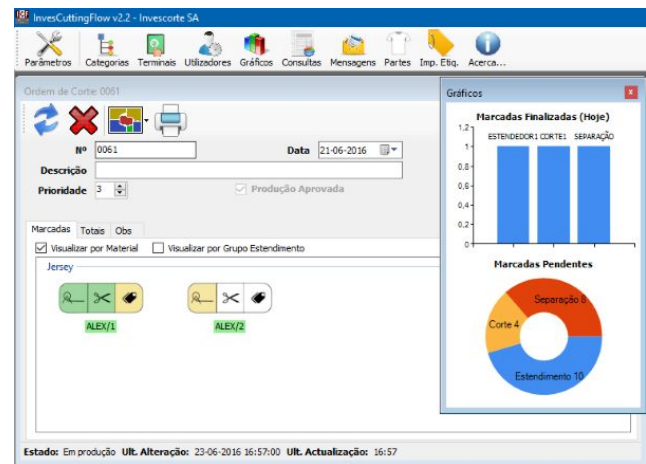 InvesCuttingFlow v2.2 - Invescorte SA
Parâmetros Categorias Terminais Utilizadores Gráficos Consultas Mensagens Partes Imp. Etiq. Acerca...
Ordem de Corte: 0061
Nº 0061 Data 21-06-2016
Descrição
Prioridade 3 Produção Aprovada
Marcadas Totais Obs
Visualizar por Material Visualizar por Grupo Estendimento
Jersey
ALEX/1 ALEX/2
Estado: Em produção Ult. Alteração: 23-06-2016 16:57:00 Ult. Actualização: 16:57
Gráficos
Marcadas Finalizadas (Hoje)
1,2
ESTENDEDOR1 CORTE1 SEPARAÇÃO
1
0,8
0,6
0,4
0,2
0
Marcadas Pendentes
Separação 8
Corte 4
Estendimento 10